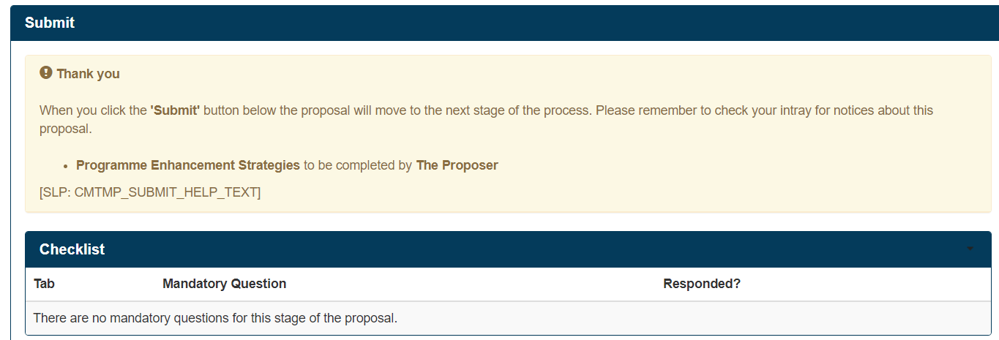 Submit
Thank you
When you click the 'Submit' button below the proposal will move to the next stage of the process. Please remember to check your intray for notices about this
proposal.
• Programme Enhancement Strategies to be completed by The Proposer
[SLP: CMTMP_SUBMIT_HELP_TEXT]
Checklist
Tab Mandatory Question Responded?
There are no mandatory questions for this stage of the proposal.